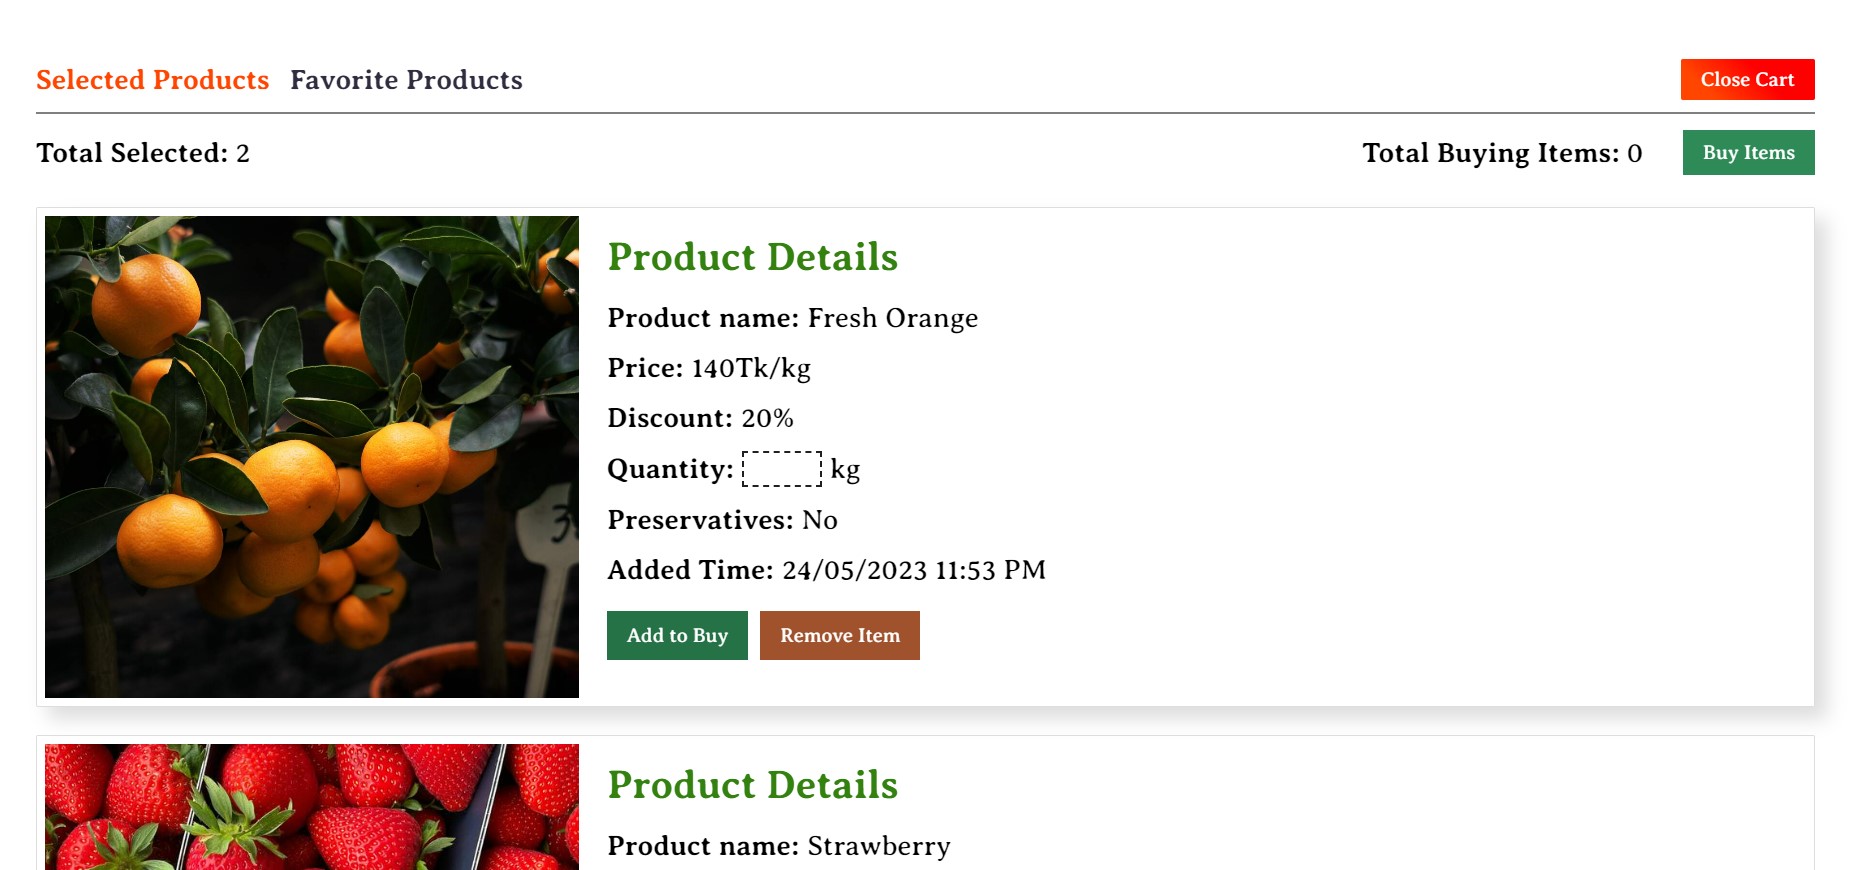 Selected Products Favorite Products Close Cart
Total Selected: 2 Total Buying Items: 0 Buy Items
Product Details
Product name: Fresh Orange
Price: 140Tk/kg
Discount: 20%
Quantity: kg
Preservatives: No
Added Time: 24/05/2023 11:53 PM
Add to Buy Remove Item
Product Details
Product name: Strawberry